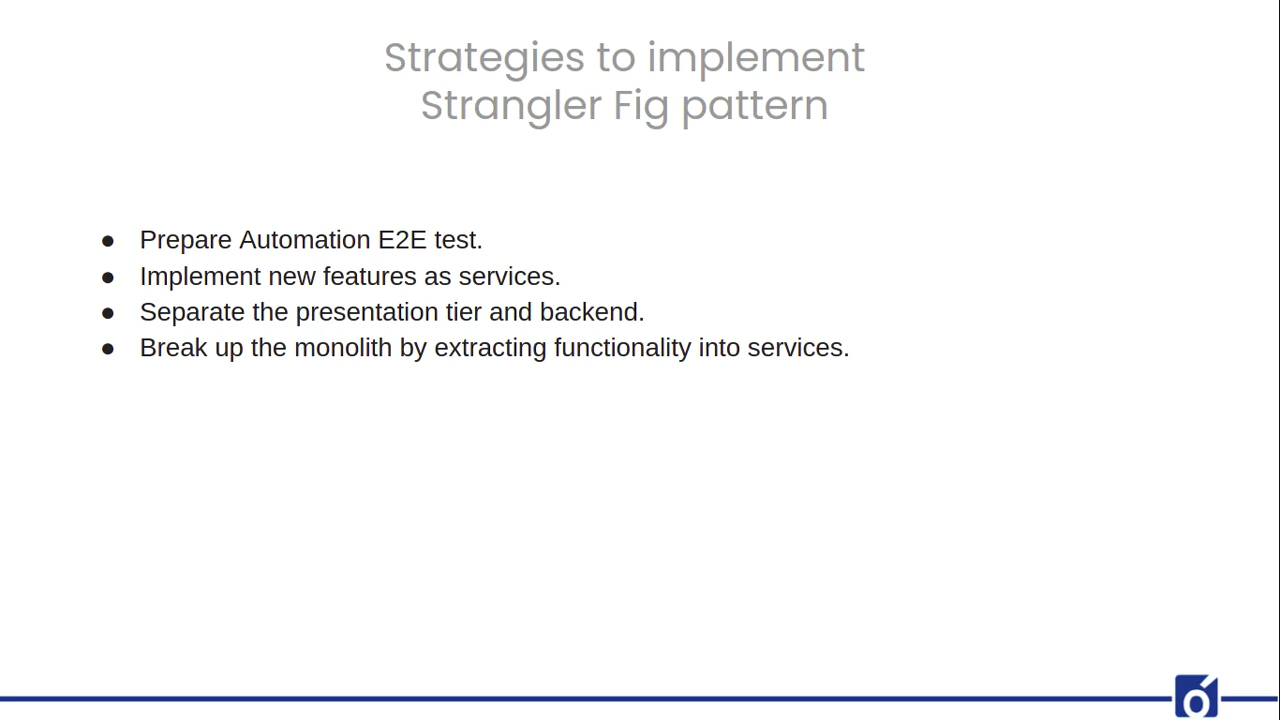 Strategies to implement
Strangler Fig pattern
● Prepare Automation E2E test.
● Implement new features as services.
● Separate the presentation tier and backend.
● Break up the monolith by extracting functionality into services.
ó